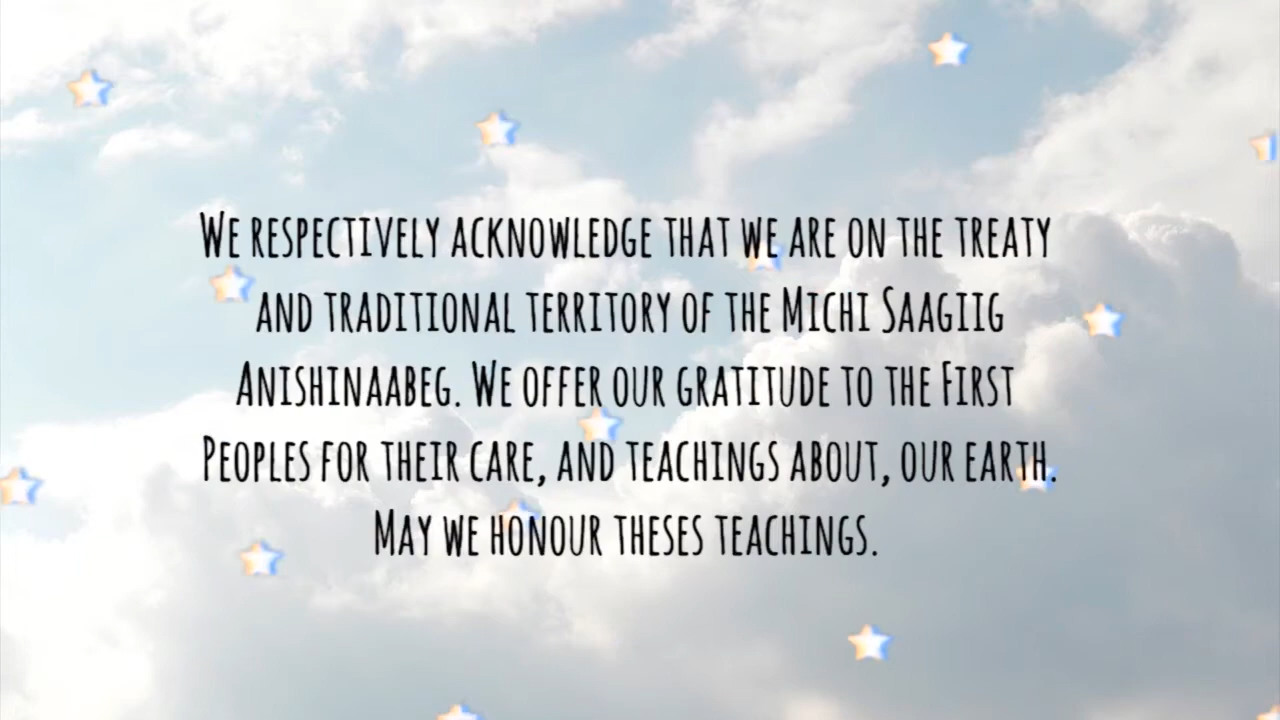 We respectively acknowledge that we are on the treaty
and traditional territory of the Michi Saagiig
Anishinaabeg. We offer our gratitude to the First
Peoples for their care, and teachings about, our earth.
May we honour theses teachings.